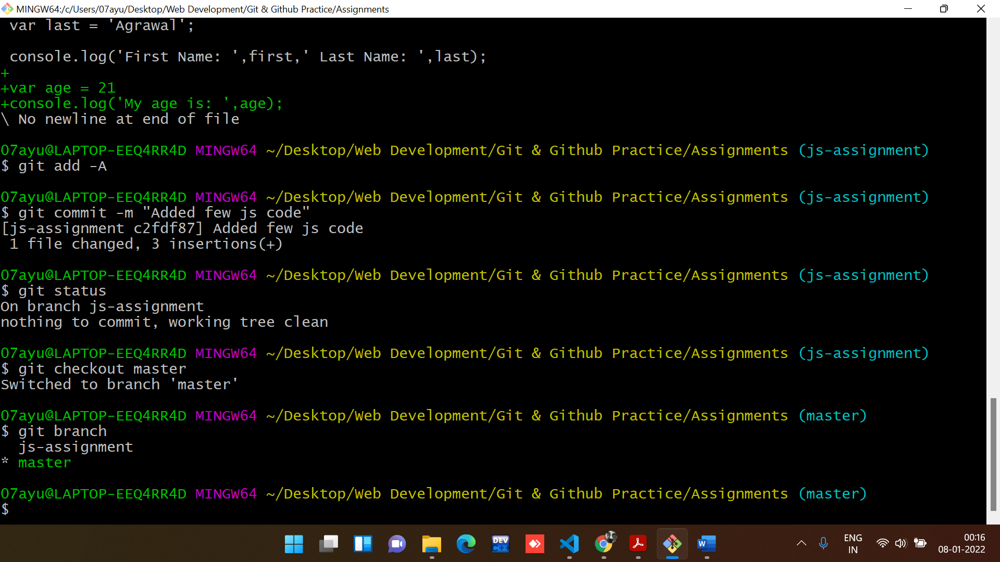 MINGW64:/c/Users/07ayu/Desktop/Web Development/Git & Github Practice/Assignments
 var last = 'Agrawal';

 console.log('First Name: ',first,' Last Name: ',last);
+
+var age = 21
+console.log('My age is: ',age);
\ No newline at end of file

07ayu@LAPTOP-EEQ4RR4D MINGW64 ~/Desktop/Web Development/Git & Github Practice/Assignments (js-assignment)
$ git add -A

07ayu@LAPTOP-EEQ4RR4D MINGW64 ~/Desktop/Web Development/Git & Github Practice/Assignments (js-assignment)
$ git commit -m "Added few js code"
[js-assignment c2fdf87] Added few js code
 1 file changed, 3 insertions(+)

07ayu@LAPTOP-EEQ4RR4D MINGW64 ~/Desktop/Web Development/Git & Github Practice/Assignments (js-assignment)
$ git status
On branch js-assignment
nothing to commit, working tree clean

07ayu@LAPTOP-EEQ4RR4D MINGW64 ~/Desktop/Web Development/Git & Github Practice/Assignments (js-assignment)
$ git checkout master
Switched to branch 'master'

07ayu@LAPTOP-EEQ4RR4D MINGW64 ~/Desktop/Web Development/Git & Github Practice/Assignments (master)
$ git branch
  js-assignment
* master

07ayu@LAPTOP-EEQ4RR4D MINGW64 ~/Desktop/Web Development/Git & Github Practice/Assignments (master)
$
DEV
C++
W
ENG
IN
00:16
08-01-2022